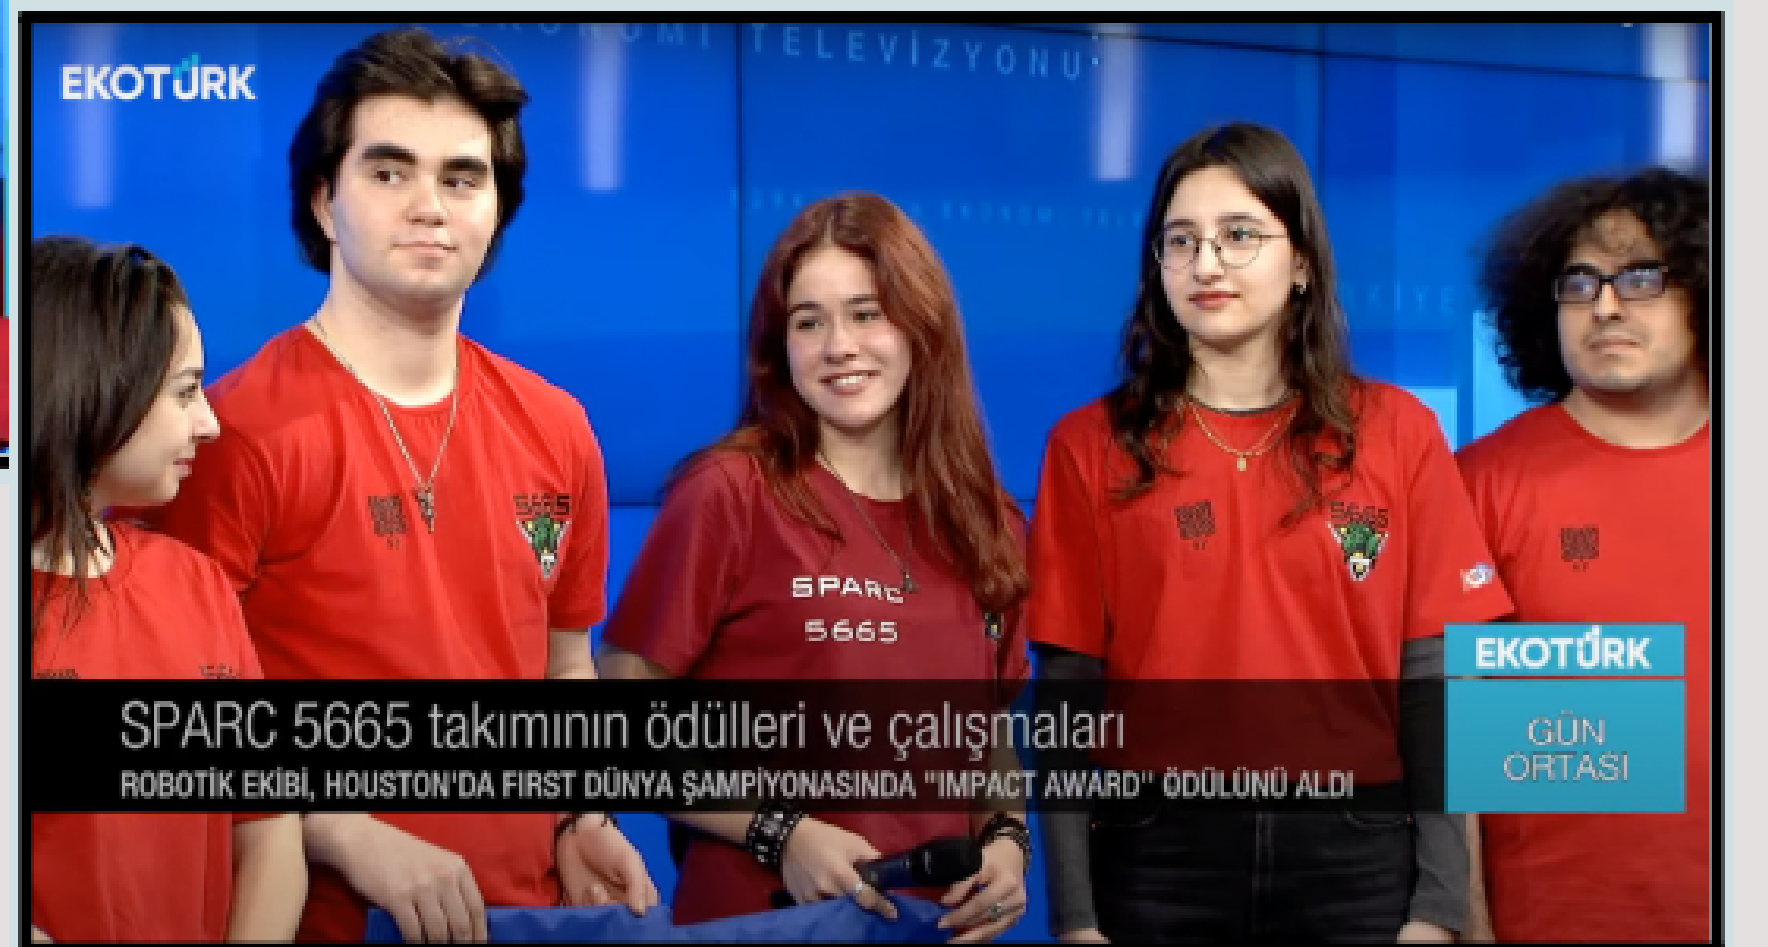 EKONOMİ TELEVİZYONU
EKOTÜRK
5665
5665
SPARC
5665
EKOTÜRK
SPARC 5665 takımının ödülleri ve çalışmaları
ROBOTİK EKİBİ, HOUSTON'DA FIRST DÜNYA ŞAMPİYONASINDA "IMPACT AWARD" ÖDÜLÜNÜ ALDI
GÜN
ORTASI